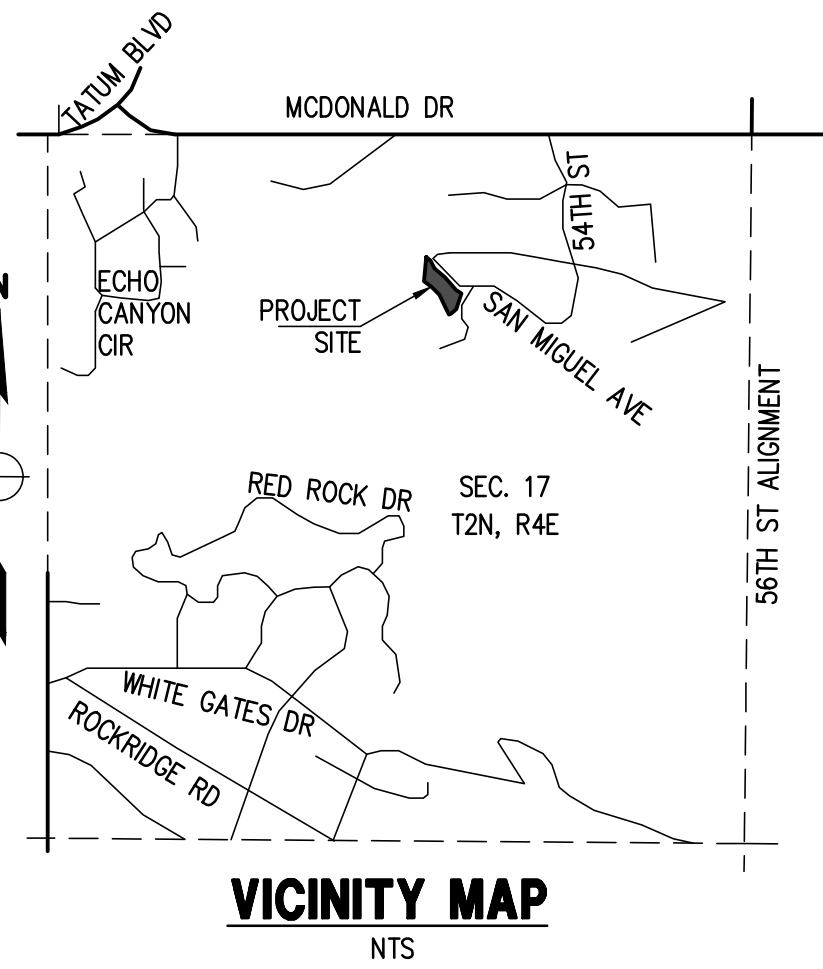 TATUM BLVD
MCDONALD DR
54TH ST
ECHO
CANYON
CIR
PROJECT
SITE
SAN MIGUEL AVE
56TH ST ALIGNMENT
RED ROCK DR
SEC. 17
T2N, R4E
WHITE GATES DR
ROCKRIDGE RD
VICINITY MAP
NTS